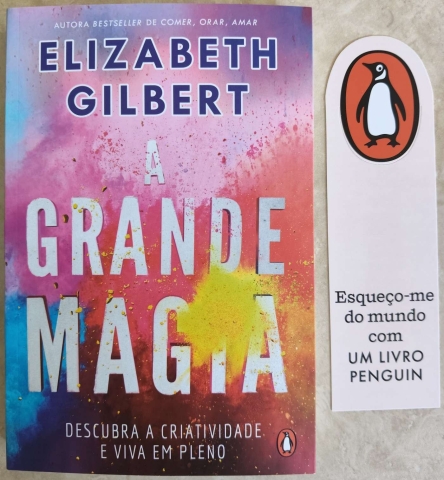 AUTORA BESTSELLER DE COMER, ORAR, AMAR
ELIZABETH
GILBERT
A
GRANDE
MAGIA
DESCUBRA A CRIATIVIDADE
E VIVA EM PLENO
Esqueço-me
do mundo
com
UM LIVRO
PENGUIN